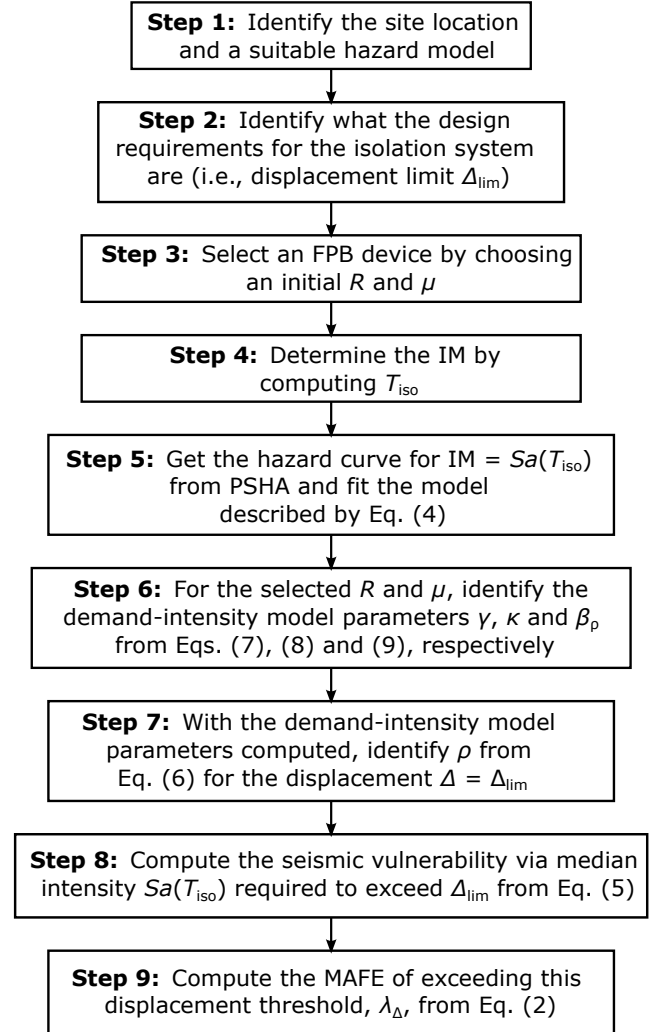 Step 1: Identify the site location
and a suitable hazard model
Step 2: Identify what the design
requirements for the isolation system
are (i.e., displacement limit Δlim)
Step 3: Select an FPB device by choosing
an initial R and μ
Step 4: Determine the IM by
computing Tiso
Step 5: Get the hazard curve for IM = Sa(Tiso)
from PSHA and fit the model
described by Eq. (4)
Step 6: For the selected R and μ, identify the
demand-intensity model parameters γ, κ and βρ
from Eqs. (7), (8) and (9), respectively
Step 7: With the demand-intensity model
parameters computed, identify ρ from
Eq. (6) for the displacement Δ = Δlim
Step 8: Compute the seismic vulnerability via median
intensity Sa(Tiso) required to exceed Δlim from Eq. (5)
Step 9: Compute the MAFE of exceeding this
displacement threshold, λΔ, from Eq. (2)